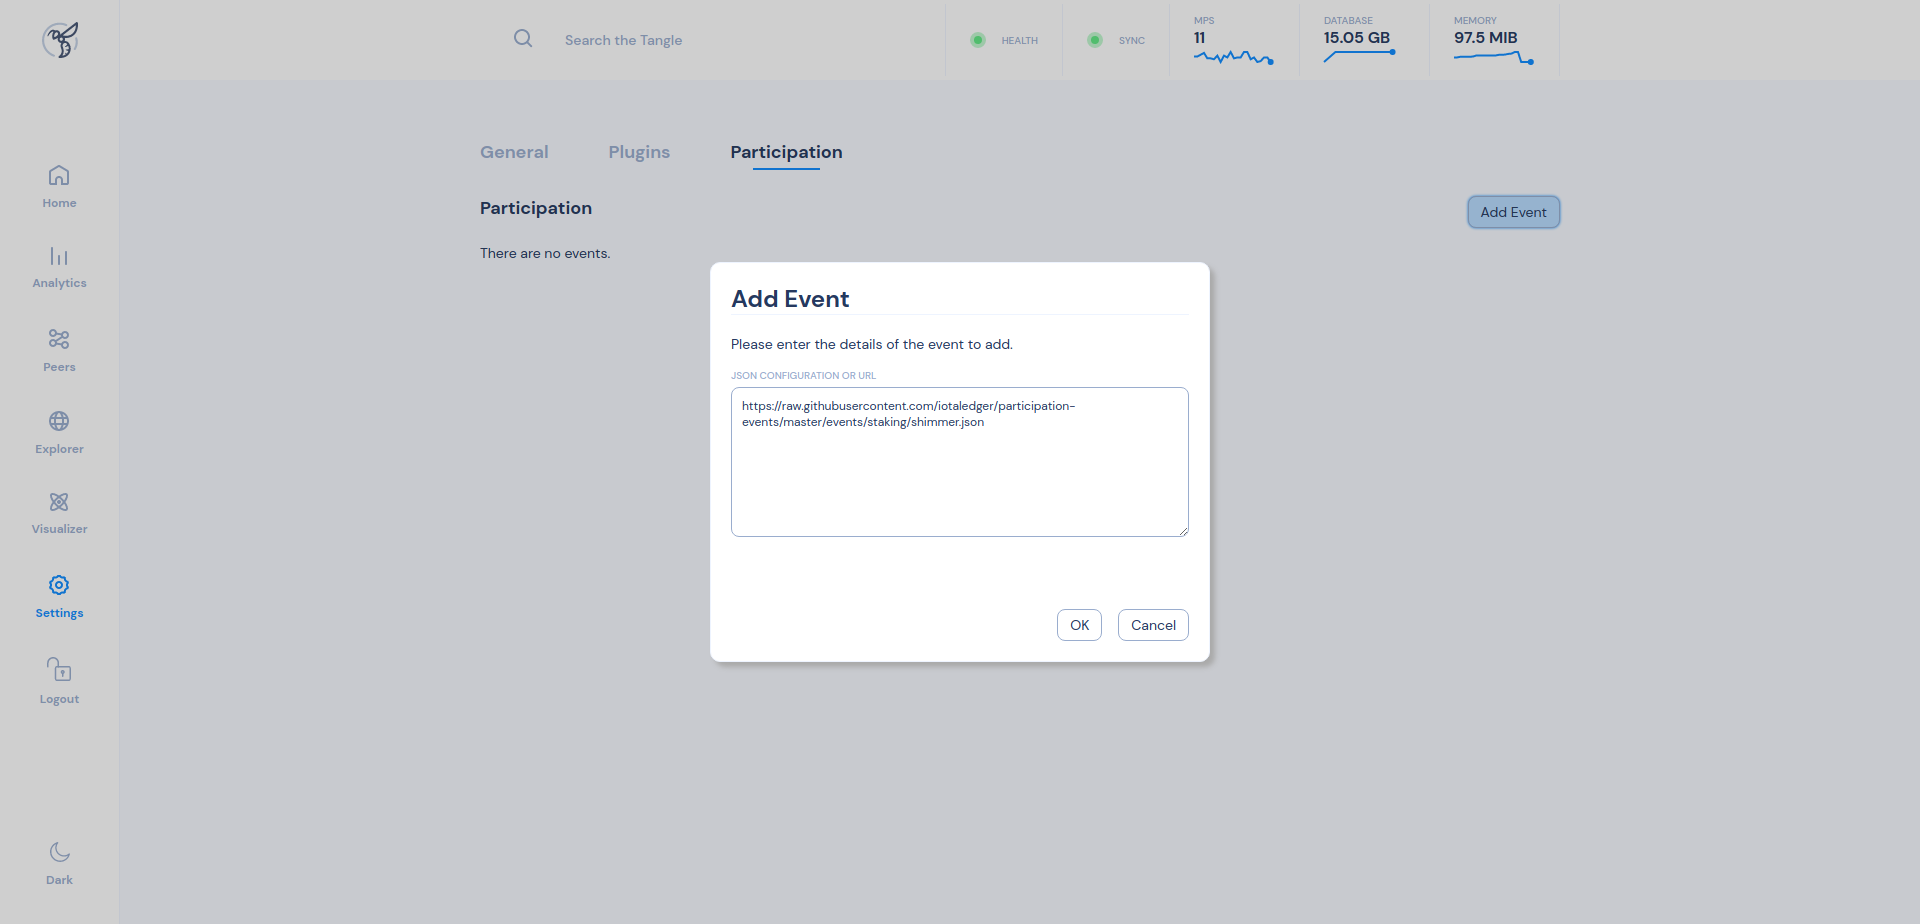 Search the Tangle
HEALTH
SYNC
MPS
11
DATABASE
15.05 GB
MEMORY
97.5 MIB
Home
Analytics
Peers
Explorer
Visualizer
Settings
Logout
Dark
General
Plugins
Participation
Participation
Add Event
There are no events.
Add Event
Please enter the details of the event to add.
JSON CONFIGURATION OR URL
https://raw.githubusercontent.com/iotaledger/participation-
events/master/events/staking/shimmer.json
OK
Cancel